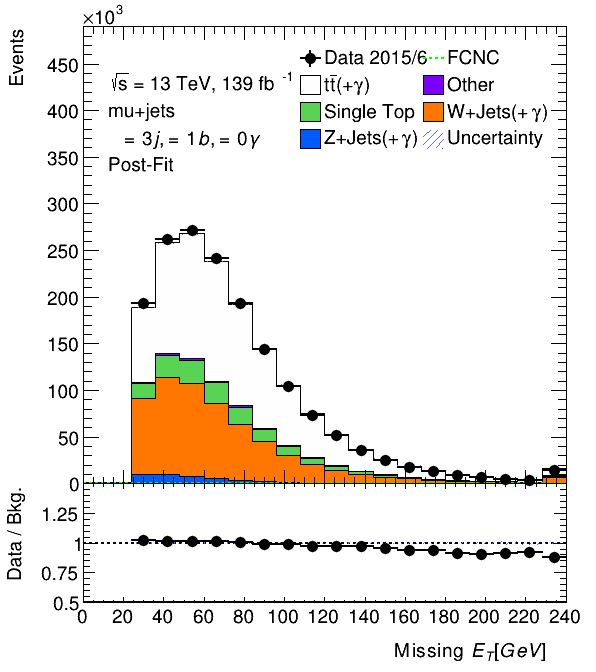 ×10³
Events
450
400
350
300
250
200
150
100
50
0
√s = 13 TeV, 139 fb⁻¹
mu+jets
= 3j, = 1b, = 0γ
Post-Fit
Data 2015/6 FCNC
tt̄(+γ) Other
Single Top W+Jets(+γ)
Z+Jets(+γ) Uncertainty
Data / Bkg.
1.25
1
0.75
0.5
0 20 40 60 80 100 120 140 160 180 200 220 240
Missing E_T[GeV]